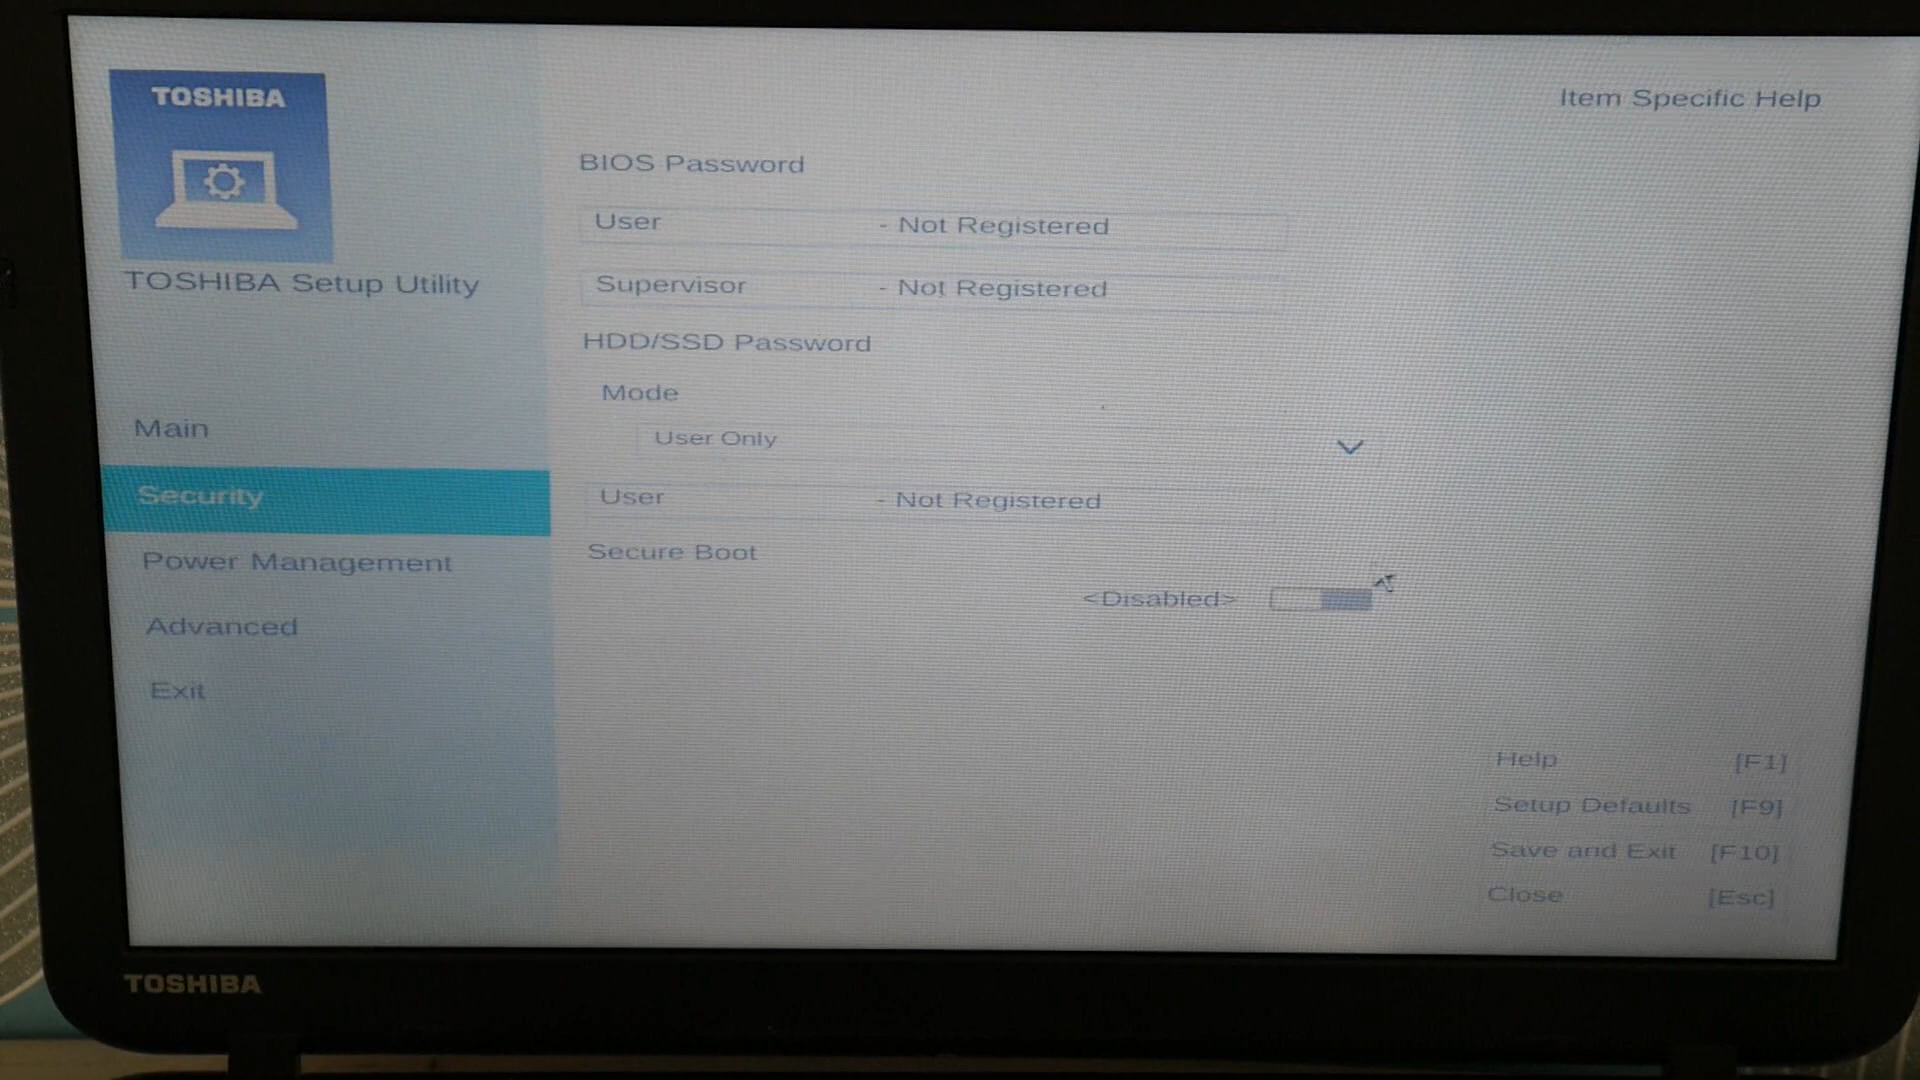 TOSHIBA
TOSHIBA Setup Utility
Main
Security
Power Management
Advanced
Exit
BIOS Password
User - Not Registered
Supervisor - Not Registered
HDD/SSD Password
Mode
User Only
User - Not Registered
Secure Boot
<Disabled>
Item Specific Help
Help [F1]
Setup Defaults [F9]
Save and Exit [F10]
Close [Esc]
TOSHIBA